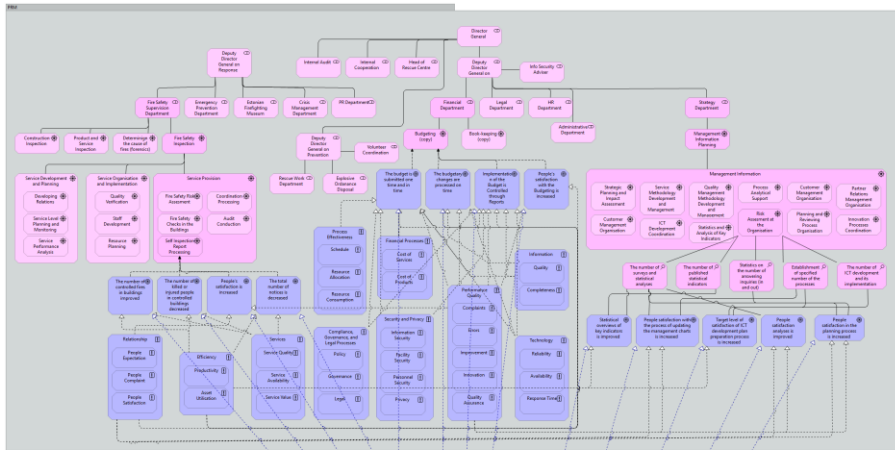 Director
General
Internal Audit
Internal
Cooperation
Head of
Rescue Centre
Deputy
Director
General on
Info Security
Adviser
Deputy
Director
General on
Response
Fire Safety
Supervision
Department
Emergency
Prevention
Department
Estonian
Firefighting
Museum
Crisis
Management
Department
PR Department
Financial
Department
Legal
Department
HR
Department
Administrative
Department
Strategy
Department
Construction
Inspection
Product and
Service
Inspection
Determinage
the cause of
fires (forensics)
Fire Safety
Inspection
Deputy
Director
General on
Prevention
Volunteer
Coordination
Budgeting
(copy)
Book-keeping
(copy)
Management
Information
Planning
Rescue Work
Department
Explosive
Ordonance
Disposal
Service Development
and Planning
Developing
Relations
Service Level
Planning and
Monitoring
Service
Performance
Analysis
Service Organisation
and Implementation
Quality
Verification
Staff
Development
Resource
Planning
Service Provision
Fire Safety Risk
Assesment
Coordination
Processing
Fire Safety
Checks in the
Buildings
Audit
Conduction
Self Inspection
Report
Processing
The budget is
submitted one
time and in
time
The budgetary
changes are
processed on
time
Implementatio
n of the
Budget is
Controlled
through
Reports
People's
satisfaction
with the
Budgeting is
increased
Management Information
Strategic
Planning and
Impact
Assessment
Service
Methodology
Development
and
Management
Quality
Management
Methodology
Development and
Management
Process
Analytical
Support
Customer
Management
Organisation
Partner
Relations
Management
Organisation
Customer
Management
Organisation
ICT
Development
Coordination
Statistics and
Analysis of Key
Indicators
Risk
Assesment at
the
Organisation
Planning and
Reviewing
Process
Organisation
Innovation
Processes
Coordination
The number of
surveys and
statistical
analyses
The number of
published
statistical
indicators
Statistics on
the number of
answering
inquiries (in
and out)
Establishment
of specified
number of the
processes
The number of
ICT development
and its
implementation
Process
Effectiveness
Schedule
Resource
Allocation
Resource
Consumption
Financial Processes
Cost of
Services
Cost of
Products
Information
Quality
Completeness
The number of
controlled fires
in buildings
improved
The number of
killed or
injured people
in controlled
buildings
decreased
People's
satisfaction is
increased
The total
number of
notices is
decreased
Performance
Quality
Complaints
Errors
Improvement
Innovation
Quality
Assurance
Statistical
overview of
key indicators
is improved
People satisfaction with
the process of updating
the management charts
is increased
Target level of
satisfaction of ICT
development plan
preparation process
is increased
People
satisfaction
analysis is
improved
People
satisfaction in the
planning process
is increased
Relationship
People
Expectation
People
Complaint
People
Satisfaction
Efficiency
Productivity
Asset
Utilisation
Services
Service Quality
Service
Availability
Service Value
Compliance,
Governance, and
Legal Processes
Policy
Governance
Legal
Security and Privacy
Information
Security
Facility
Security
Personnel
Security
Privacy
Technology
Reliability
Availability
Response Time